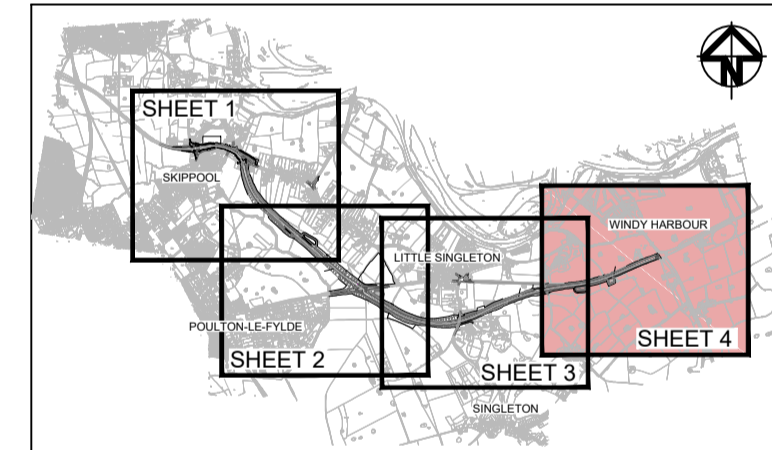 N
SHEET 1
SKIPPOOL
WINDY HARBOUR
LITTLE SINGLETON
POULTON-LE-FYLDE
SHEET 4
SHEET 2
SHEET 3
SINGLETON